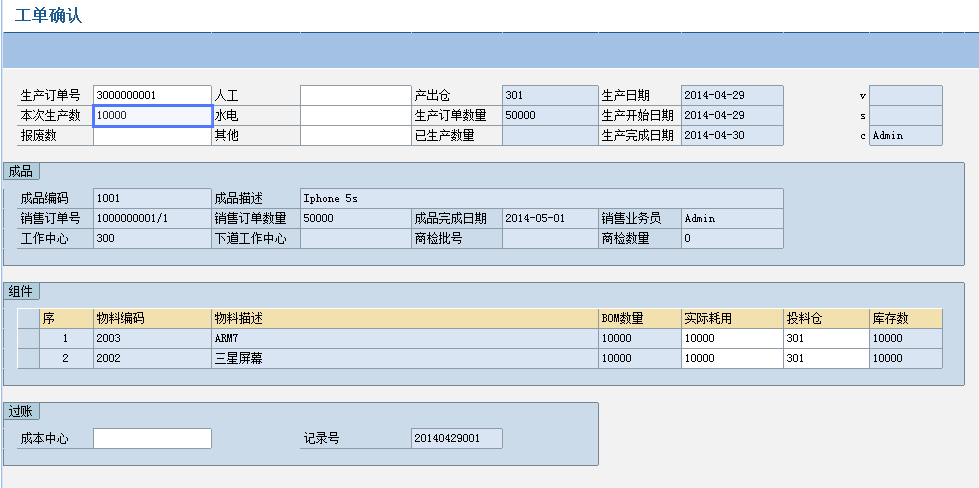 工单确认
生产订单号 3000000001 人工 产出仓 301 生产日期 2014-04-29 v
本次生产数 10000 水电 生产订单数量 50000 生产开始日期 2014-04-29 s
报废数 其他 已生产数量 生产完成日期 2014-04-30 c Admin
成品
成品编码 1001 成品描述 Iphone 5s
销售订单号 1000000001/1 销售订单数量 50000 成品完成日期 2014-05-01 销售业务员 Admin
工作中心 300 下道工作中心 商检批号 商检数量 0
组件
序 物料编码 物料描述 BOM数量 实际耗用 投料仓 库存数
1 2003 ARM7 10000 10000 301 10000
2 2002 三星屏幕 10000 10000 301 10000
过账
成本中心 记录号 20140429001